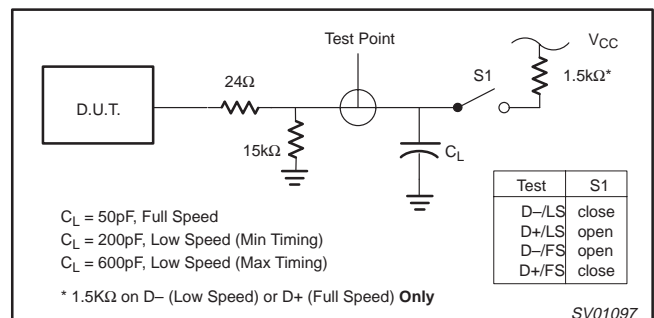 Test Point
V_CC
S1
1.5kΩ*
24Ω
D.U.T.
15kΩ
C_L
Test S1
D–/LS close
D+/LS open
D–/FS open
D+/FS close
C_L = 50pF, Full Speed
C_L = 200pF, Low Speed (Min Timing)
C_L = 600pF, Low Speed (Max Timing)
* 1.5KΩ on D– (Low Speed) or D+ (Full Speed) Only
SV01097